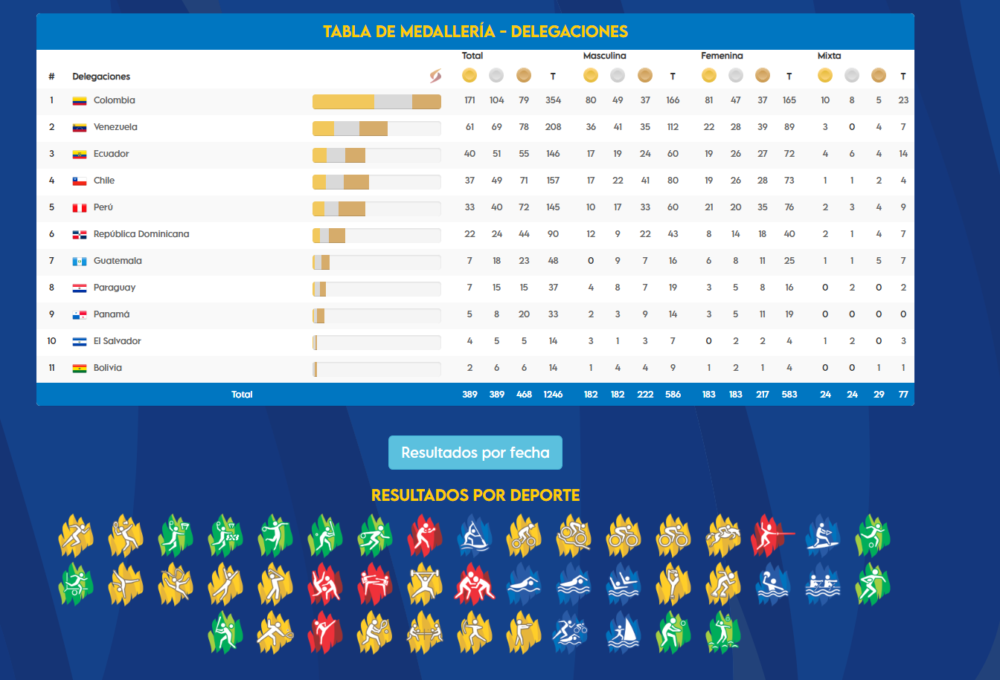 TABLA DE MEDALLERÍA - DELEGACIONES
Total Masculina Femenina Mixta
# Delegaciones T T T T
1 Colombia 171 104 79 354 80 49 37 166 81 47 37 165 10 8 5 23
2 Venezuela 61 69 78 208 36 41 35 112 22 28 39 89 3 0 4 7
3 Ecuador 40 51 55 146 17 19 24 60 19 26 27 72 4 6 4 14
4 Chile 37 49 71 157 17 22 41 80 19 26 28 73 1 1 2 4
5 Perú 33 40 72 145 10 17 33 60 21 20 35 76 2 3 4 9
6 República Dominicana 22 24 44 90 12 9 22 43 8 14 18 40 2 1 4 7
7 Guatemala 7 18 23 48 0 9 7 16 6 8 11 25 1 1 5 7
8 Paraguay 7 15 15 37 4 8 7 19 3 5 8 16 0 2 0 2
9 Panamá 5 8 20 33 2 3 9 14 3 5 11 19 0 0 0 0
10 El Salvador 4 5 5 14 3 1 3 7 0 2 2 4 1 2 0 3
11 Bolivia 2 6 6 14 1 4 4 9 1 2 1 4 0 0 1 1
Total 389 389 468 1246 182 182 222 586 183 183 217 583 24 24 29 77
Resultados por fecha
RESULTADOS POR DEPORTE